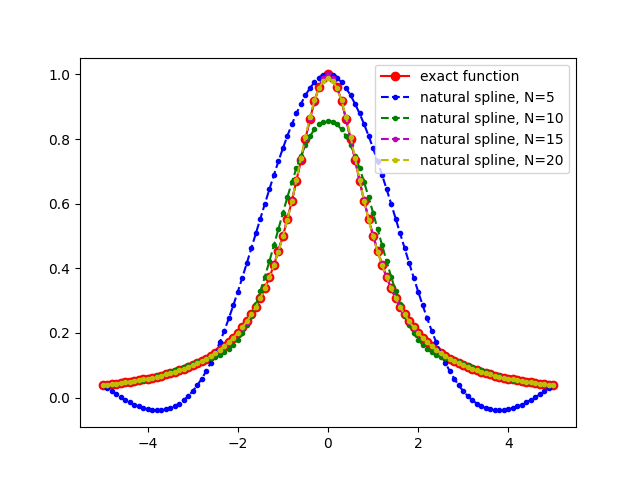 1.0
0.8
0.6
0.4
0.2
0.0
−4
−2
0
2
4
exact function
natural spline, N=5
natural spline, N=10
natural spline, N=15
natural spline, N=20